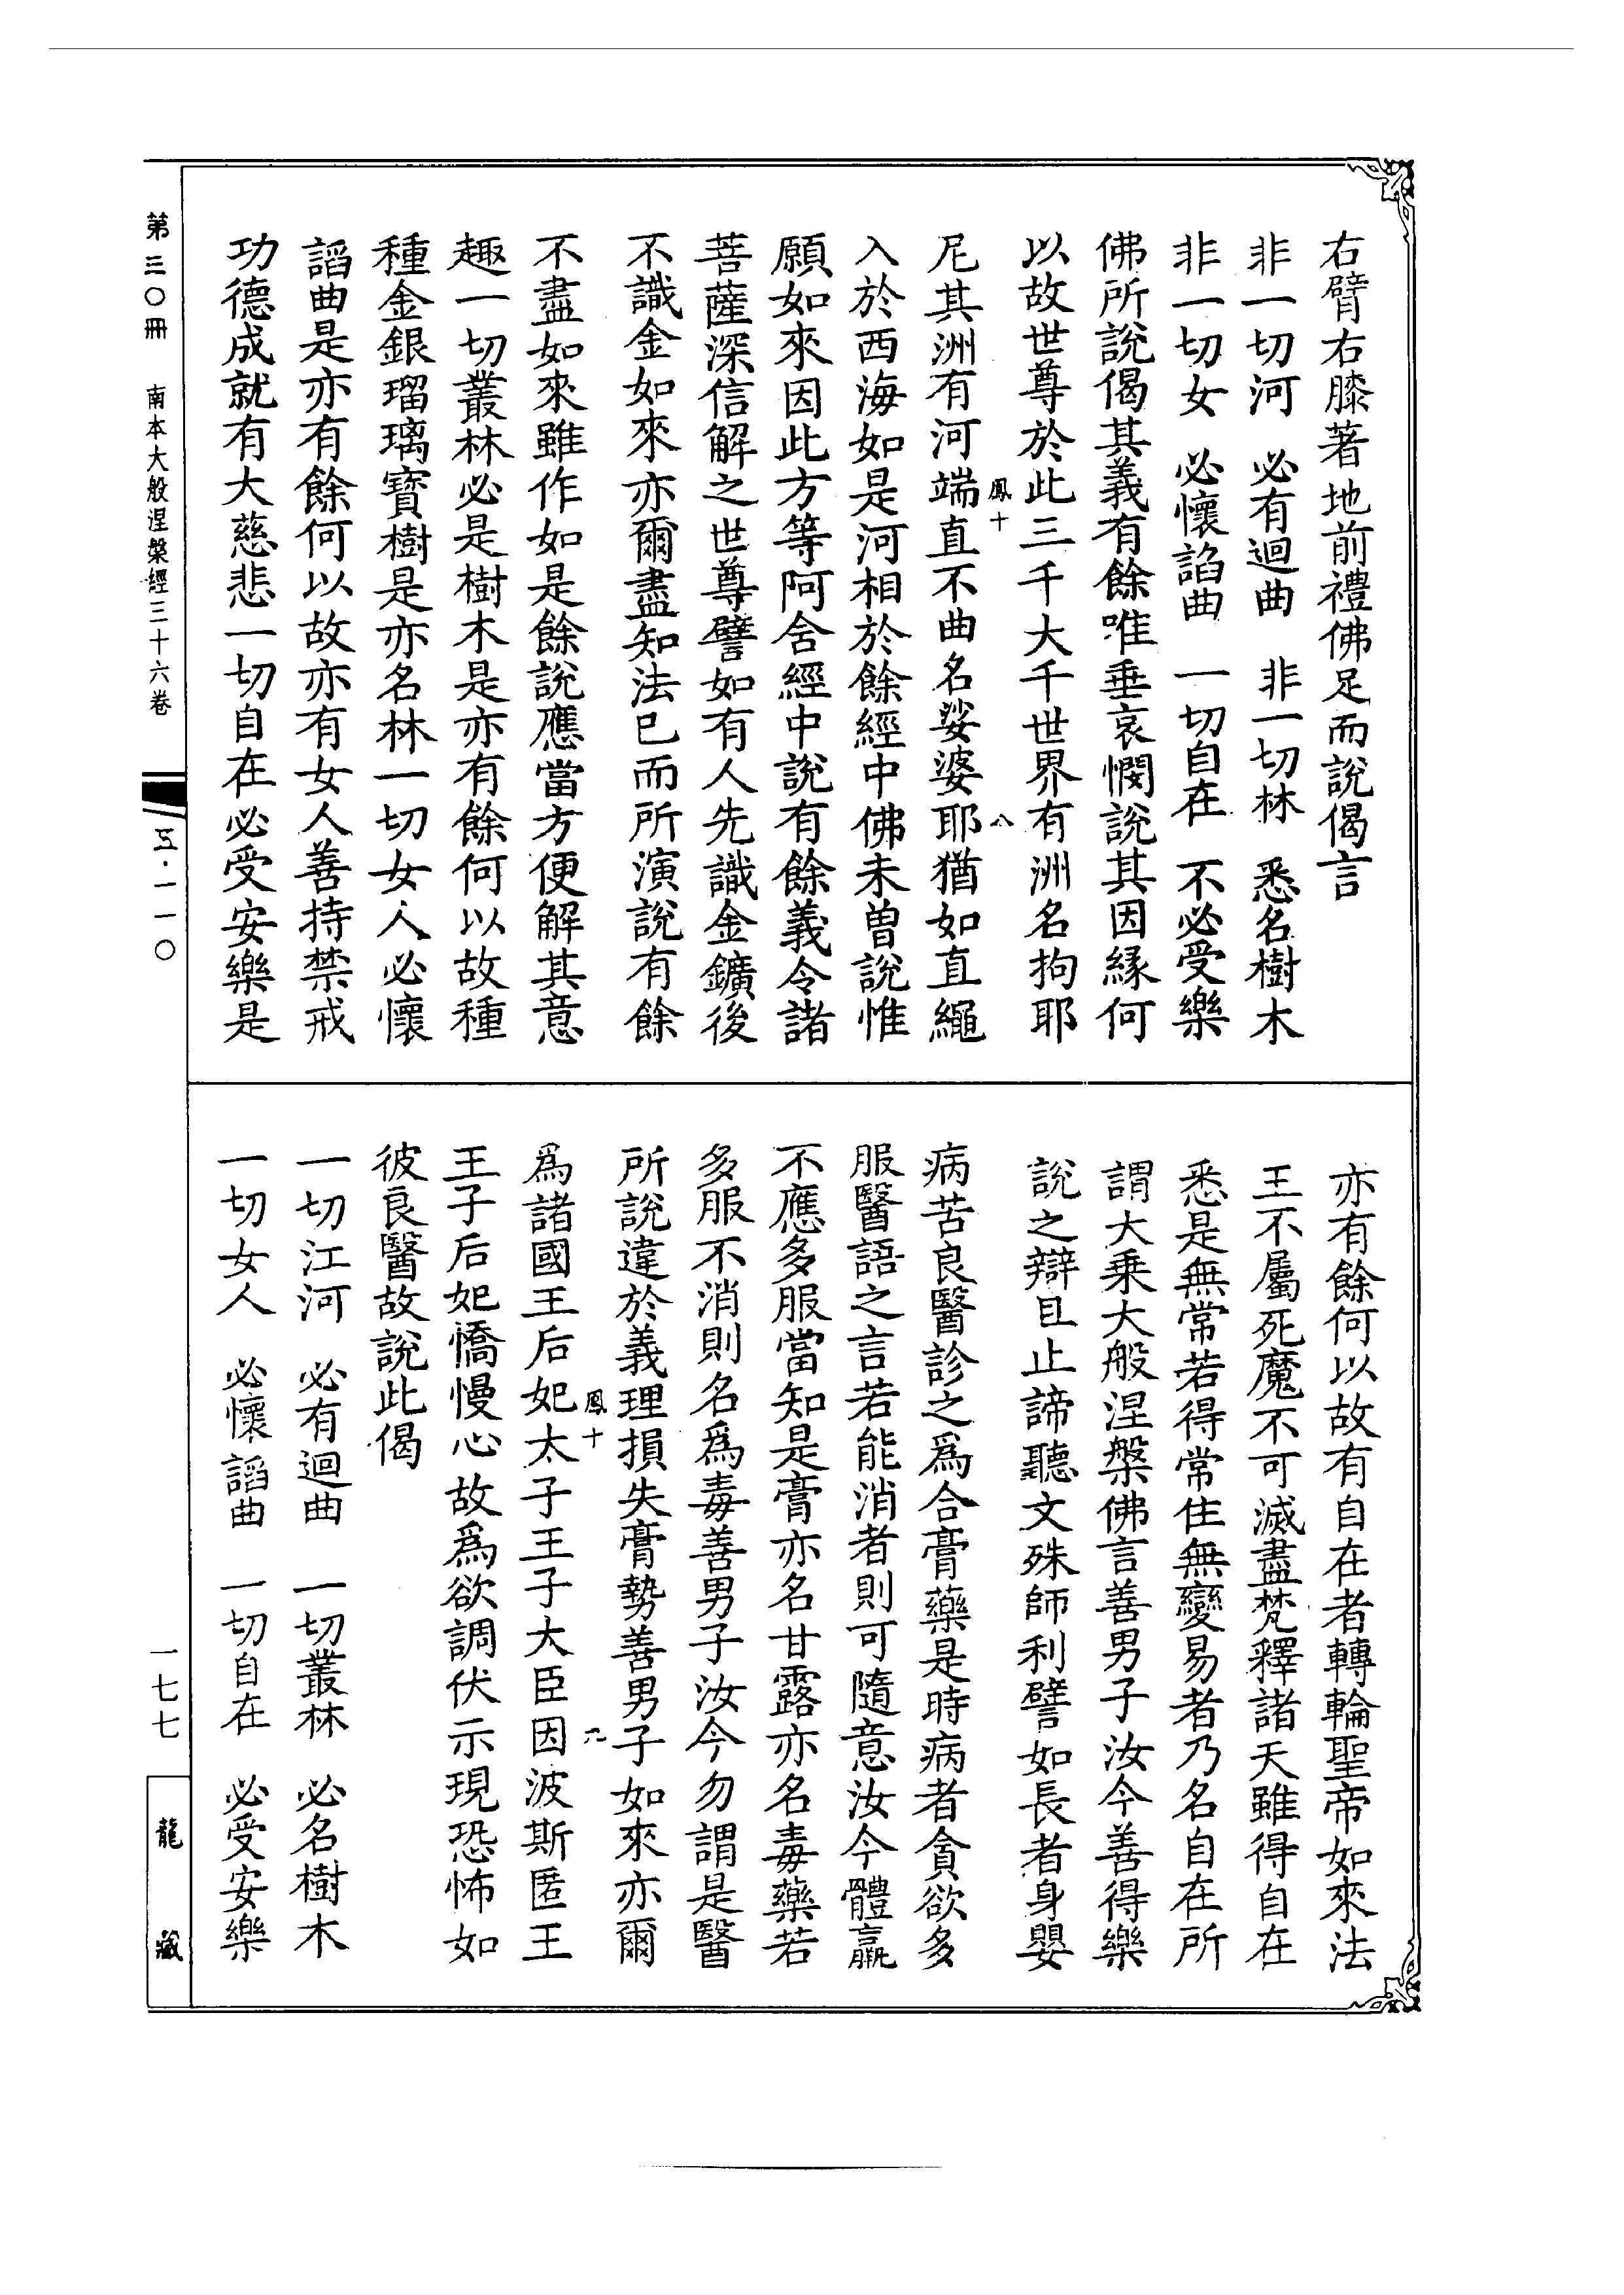 右臂右膝著地前禮佛足而說偈言
非一切河　必有迴曲　非一切林　悉名樹木
非一切女　必懷諂曲　一切自在　不必受樂
佛所說偈其義有餘唯垂哀愍說其因緣何
以故世尊於此三千大千世界有洲名拘耶
鳳十　八
尼其洲有河端直不曲名娑婆耶猶如直繩
入於西海如是河相於餘經中佛未曾說惟
願如來因此方等阿含經中說有餘義令諸
菩薩深信解之世尊譬如有人先識金鑛後
不識金如來亦爾盡知法已而所演說有餘
不盡如來雖作如是餘說應當方便解其意
趣一切叢林必是樹木是亦有餘何以故種
種金銀瑠璃寶樹是亦名林一切女人必懷
諂曲是亦有餘何以故亦有女人善持禁戒
功德成就有大慈悲一切自在必受安樂是
亦有餘何以故有自在者轉輪聖帝如來法
王不屬死魔不可滅盡梵釋諸天雖得自在
悉是無常若得常住無變易者乃名自在所
謂大乘大般涅槃佛言善男子汝今善得樂
說之辯且止諦聽文殊師利譬如長者身嬰
病苦良醫診之為合膏藥是時病者貪欲多
服醫語之言若能消者則可隨意汝今體羸
不應多服當知是膏亦名甘露亦名毒藥若
多服不消則名為毒善男子汝今勿謂是醫
所說違於義理損失膏勢善男子如來亦爾
鳳十　八
為諸國王后妃太子王子大臣因波斯匿王
王子后妃憍慢心故為欲調伏示現恐怖如
彼良醫故說此偈
一切江河　必有迴曲　一切叢林　必名樹木
一切女人　必懷諂曲　一切自在　必受安樂
第三〇冊　南本大般涅槃經三十六卷　五·一一〇
一七七
龍藏